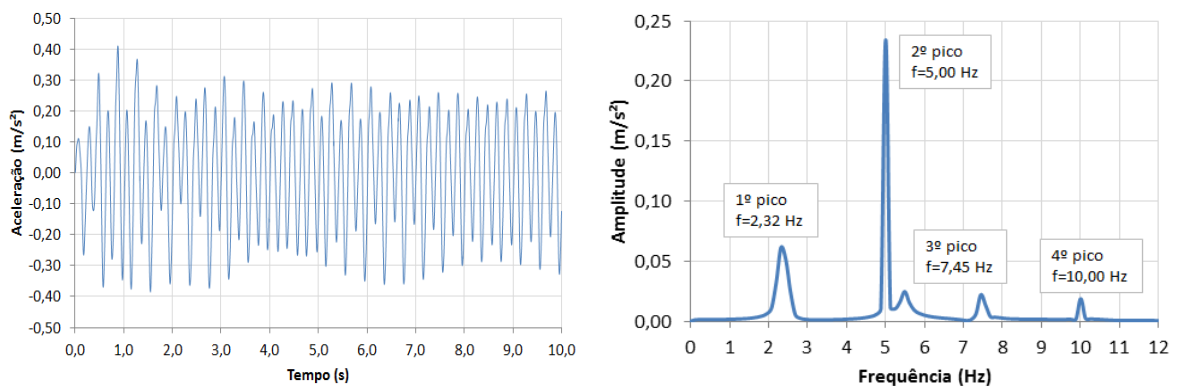 0,50
0,40
0,30
0,20
0,10
0,00
-0,10
-0,20
-0,30
-0,40
-0,50
Aceleração (m/s²)
0,0 1,0 2,0 3,0 4,0 5,0 6,0 7,0 8,0 9,0 10,0
Tempo (s)
0,25
0,20
0,15
0,10
0,05
0,00
Amplitude (m/s²)
2º pico
f=5,00 Hz
1º pico
f=2,32 Hz
3º pico
f=7,45 Hz
4º pico
f=10,00 Hz
0 1 2 3 4 5 6 7 8 9 10 11 12
Frequência (Hz)